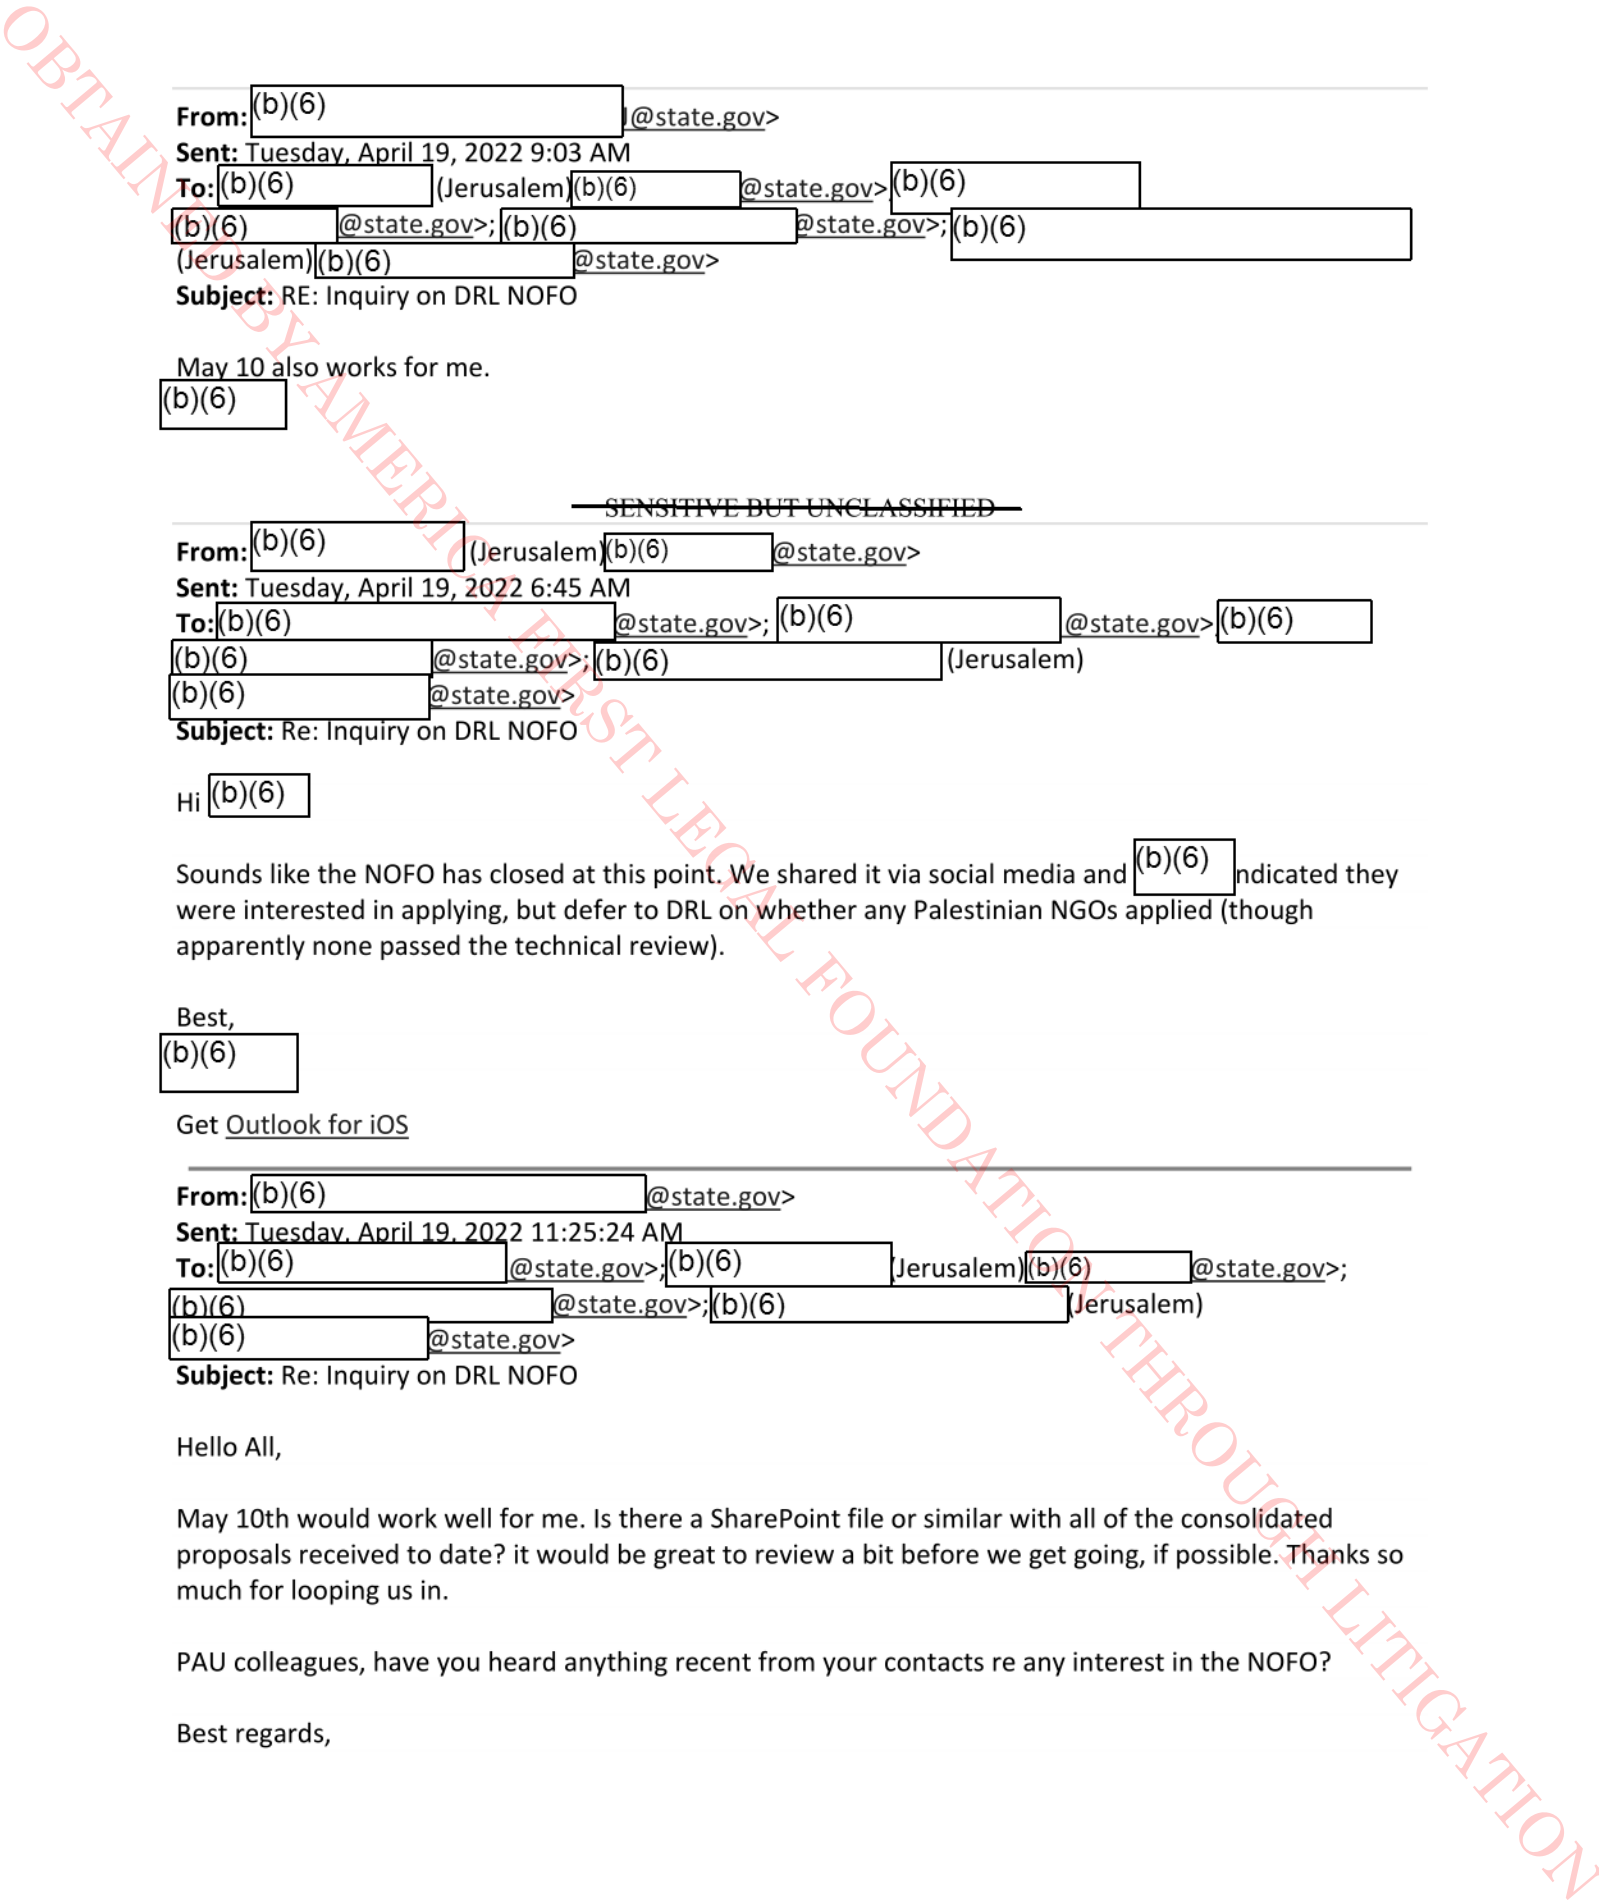 From: (b)(6) @state.gov>
Sent: Tuesday, April 19, 2022 9:03 AM
To: (b)(6) (Jerusalem) (b)(6) @state.gov> (b)(6)
(b)(6) @state.gov>; (b)(6) @state.gov>; (b)(6)
(Jerusalem) (b)(6) @state.gov>
Subject: RE: Inquiry on DRL NOFO
May 10 also works for me.
(b)(6)
SENSITIVE BUT UNCLASSIFIED
From: (b)(6) (Jerusalem) (b)(6) @state.gov>
Sent: Tuesday, April 19, 2022 6:45 AM
To: (b)(6) @state.gov>; (b)(6) @state.gov> (b)(6)
(b)(6) @state.gov>; (b)(6) (Jerusalem)
(b)(6) @state.gov>
Subject: Re: Inquiry on DRL NOFO
Hi (b)(6)
Sounds like the NOFO has closed at this point. We shared it via social media and (b)(6) ndicated they
were interested in applying, but defer to DRL on whether any Palestinian NGOs applied (though
apparently none passed the technical review).
Best,
(b)(6)
Get Outlook for iOS
From: (b)(6) @state.gov>
Sent: Tuesday, April 19, 2022 11:25:24 AM
To: (b)(6) @state.gov>; (b)(6) (Jerusalem) (b)(6) @state.gov>;
(b)(6) @state.gov>; (b)(6) (Jerusalem)
(b)(6) @state.gov>
Subject: Re: Inquiry on DRL NOFO
Hello All,
May 10th would work well for me. Is there a SharePoint file or similar with all of the consolidated
proposals received to date? it would be great to review a bit before we get going, if possible. Thanks so
much for looping us in.
PAU colleagues, have you heard anything recent from your contacts re any interest in the NOFO?
Best regards,
OBTAINED BY AMERICA FIRST LEGAL FOUNDATION THROUGH LITIGATION